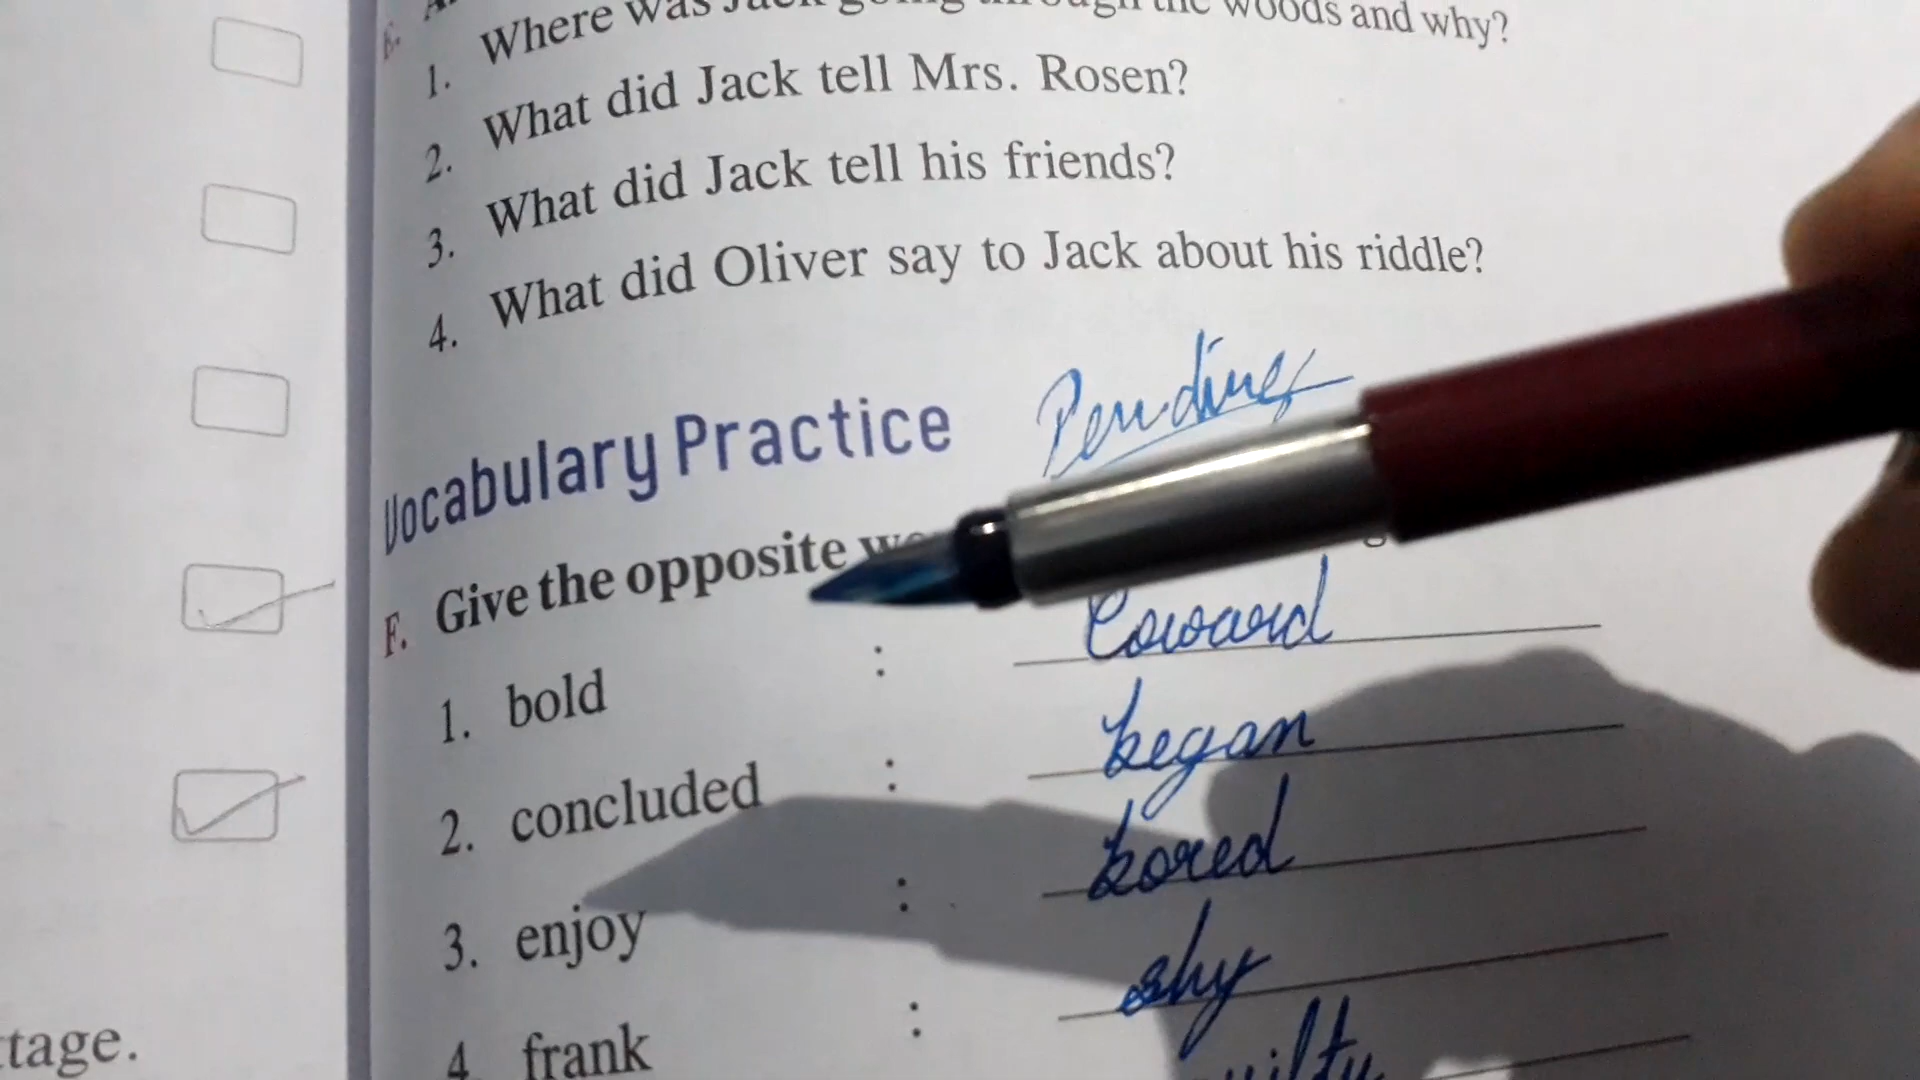 1. Where was Jack going through the woods and why?
2. What did Jack tell Mrs. Rosen?
3. What did Jack tell his friends?
4. What did Oliver say to Jack about his riddle?
Pending
Vocabulary Practice
F. Give the opposite
1. bold : Coward
2. concluded : began
3. enjoy : bored
4 frank : shy
tage.